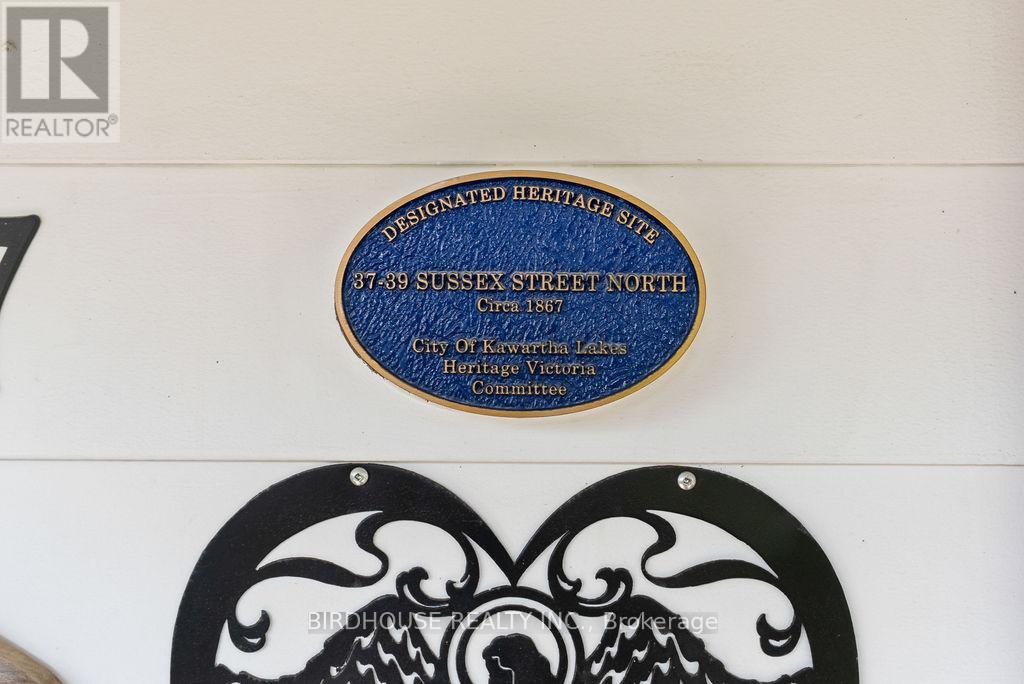 REALTOR®
DESIGNATED HERITAGE SITE
37-39 SUSSEX STREET NORTH
Circa 1867
City Of Kawartha Lakes
Heritage Victoria
Committee
BIRDHOUSE REALTY INC., Brokerage